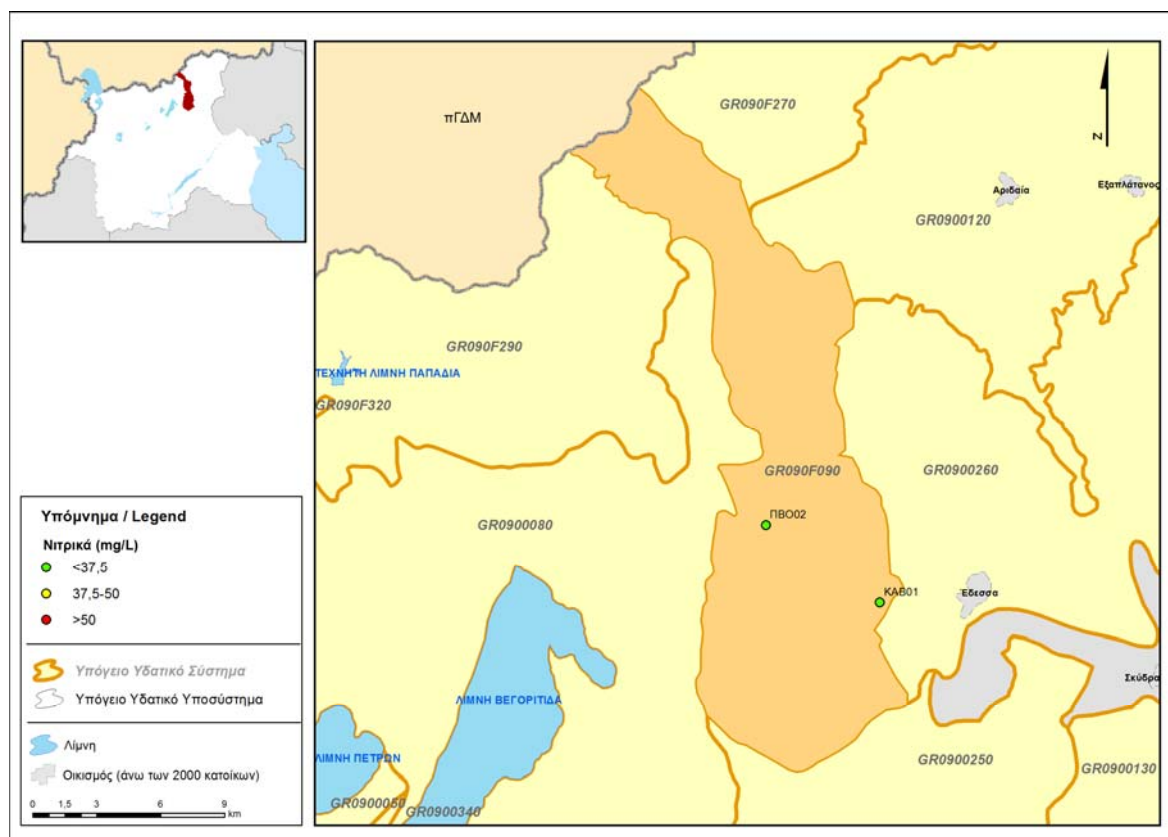 πΓΔΜ
GR090F270
Αριδαία
Εξαπλάτανος
GR0900120
GR090F290
ΤΕΧΝΗΤΗ ΛΙΜΝΗ ΠΑΠΑΔΙΑ
GR090F320
GR090F090
GR0900260
GR0900080
ΠΒΟ02
ΚΑΒ01
Έδεσσα
Σκύδρα
ΛΙΜΝΗ ΒΕΓΟΡΙΤΙΔΑ
ΛΙΜΝΗ ΠΕΤΡΩΝ
GR0900250
GR0900130
GR0900050
GR0900340
N
Υπόμνημα / Legend
Νιτρικά (mg/L)
<37,5
37,5-50
>50
Υπόγειο Υδατικό Σύστημα
Υπόγειο Υδατικό Υποσύστημα
Λίμνη
Οικισμός (άνω των 2000 κατοίκων)
0 1,5 3 6 9
km